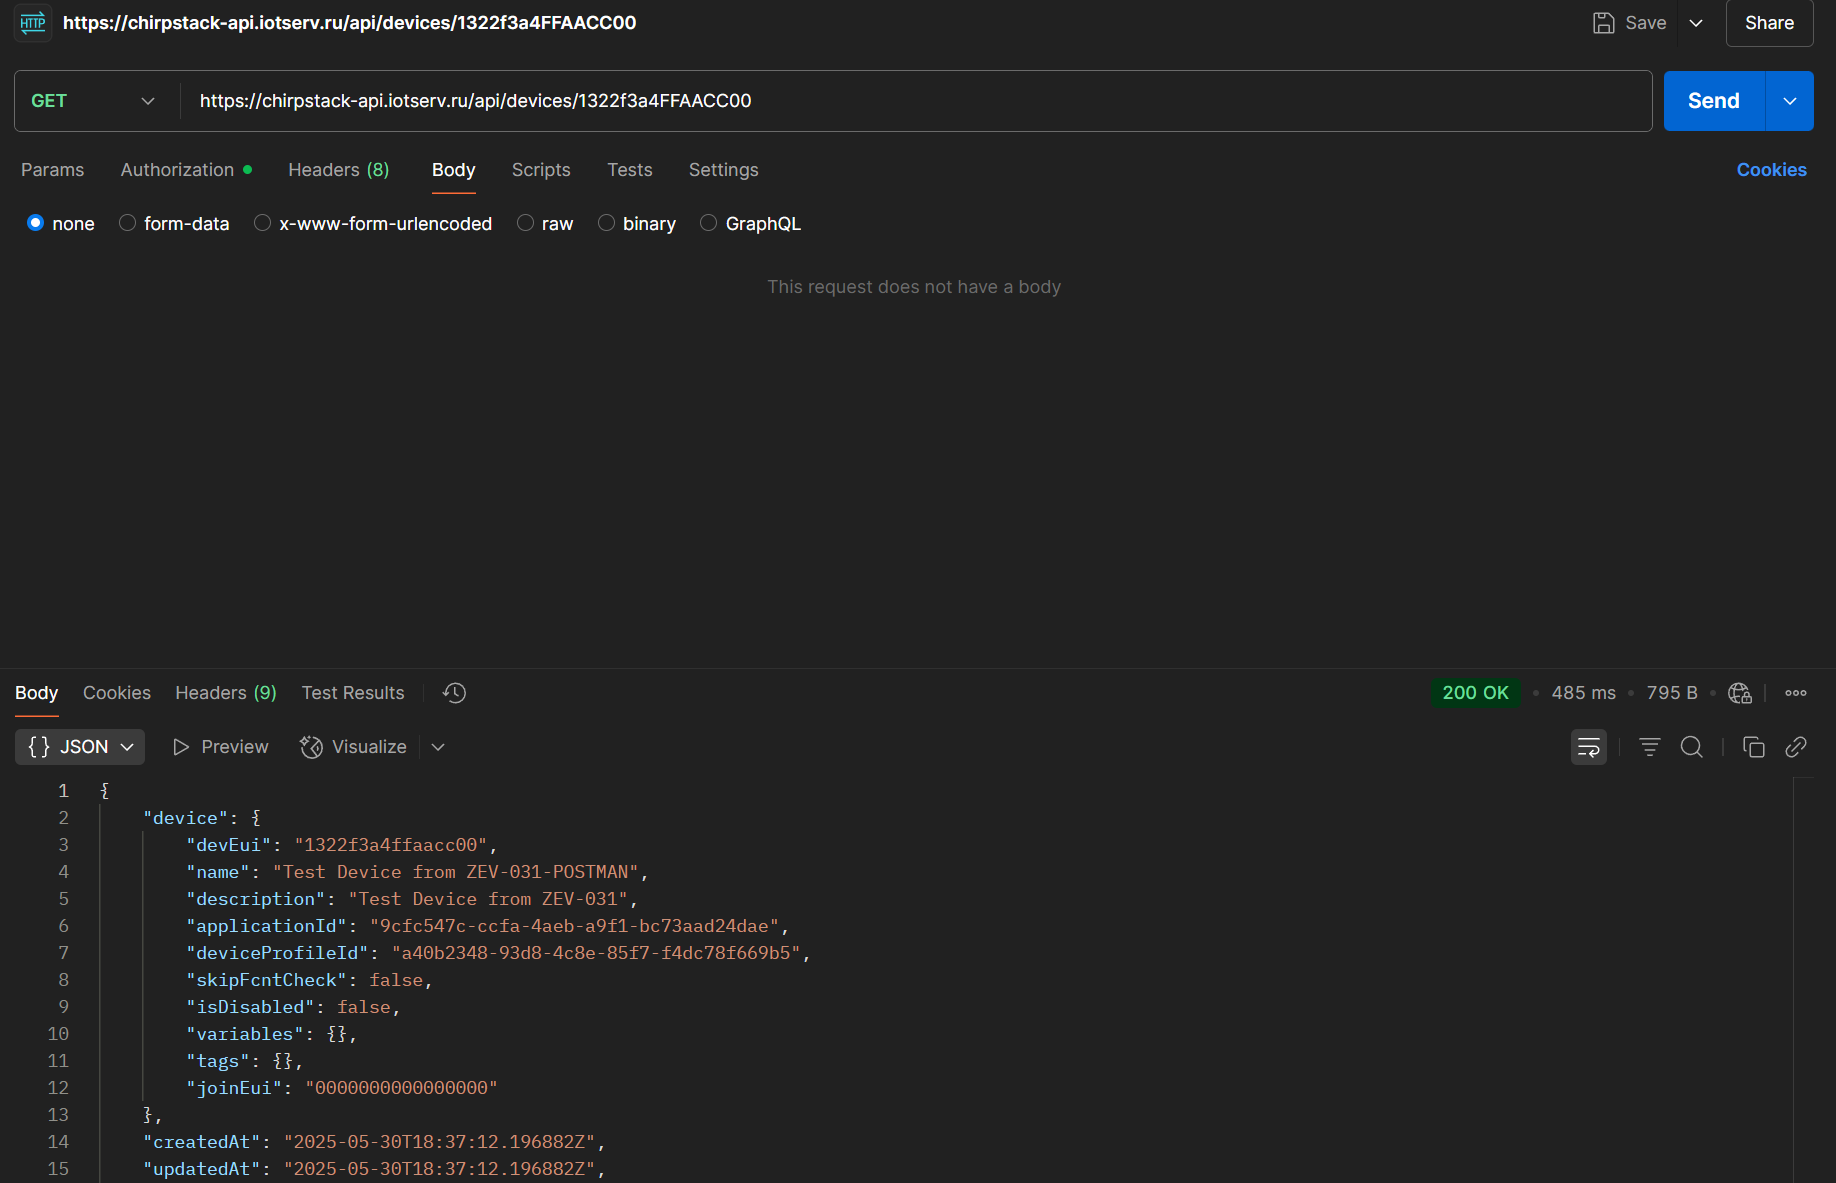 HTTP https://chirpstack-api.iotserv.ru/api/devices/1322f3a4FFAACC00 Save Share
GET https://chirpstack-api.iotserv.ru/api/devices/1322f3a4FFAACC00 Send
Params Authorization Headers (8) Body Scripts Tests Settings Cookies
none form-data x-www-form-urlencoded raw binary GraphQL
This request does not have a body
Body Cookies Headers (9) Test Results 200 OK • 485 ms • 795 B •
{} JSON Preview Visualize
1 {
2 "device": {
3 "devEui": "1322f3a4ffaacc00",
4 "name": "Test Device from ZEV-031-POSTMAN",
5 "description": "Test Device from ZEV-031",
6 "applicationId": "9cfc547c-ccfa-4aeb-a9f1-bc73aad24dae",
7 "deviceProfileId": "a40b2348-93d8-4c8e-85f7-f4dc78f669b5",
8 "skipFcntCheck": false,
9 "isDisabled": false,
10 "variables": {},
11 "tags": {},
12 "joinEui": "0000000000000000"
13 },
14 "createdAt": "2025-05-30T18:37:12.196882Z",
15 "updatedAt": "2025-05-30T18:37:12.196882Z",